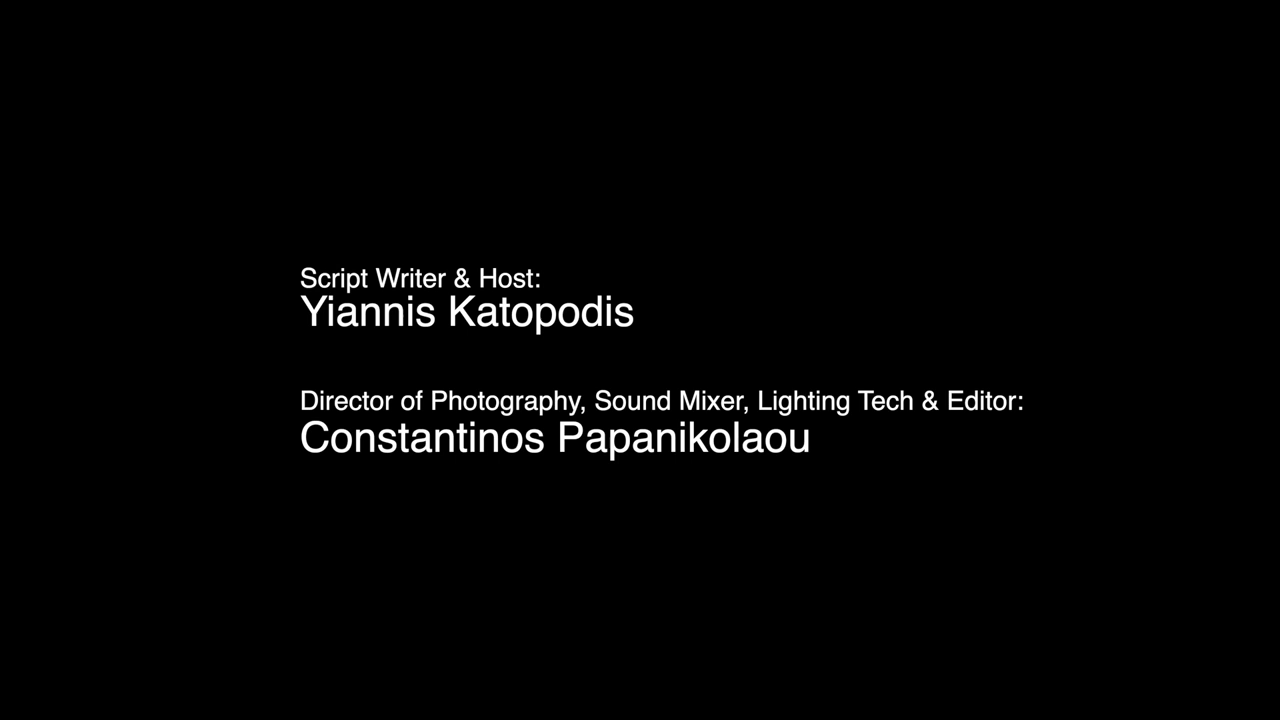 Script Writer & Host:
Yiannis Katopodis
Director of Photography, Sound Mixer, Lighting Tech & Editor:
Constantinos Papanikolaou